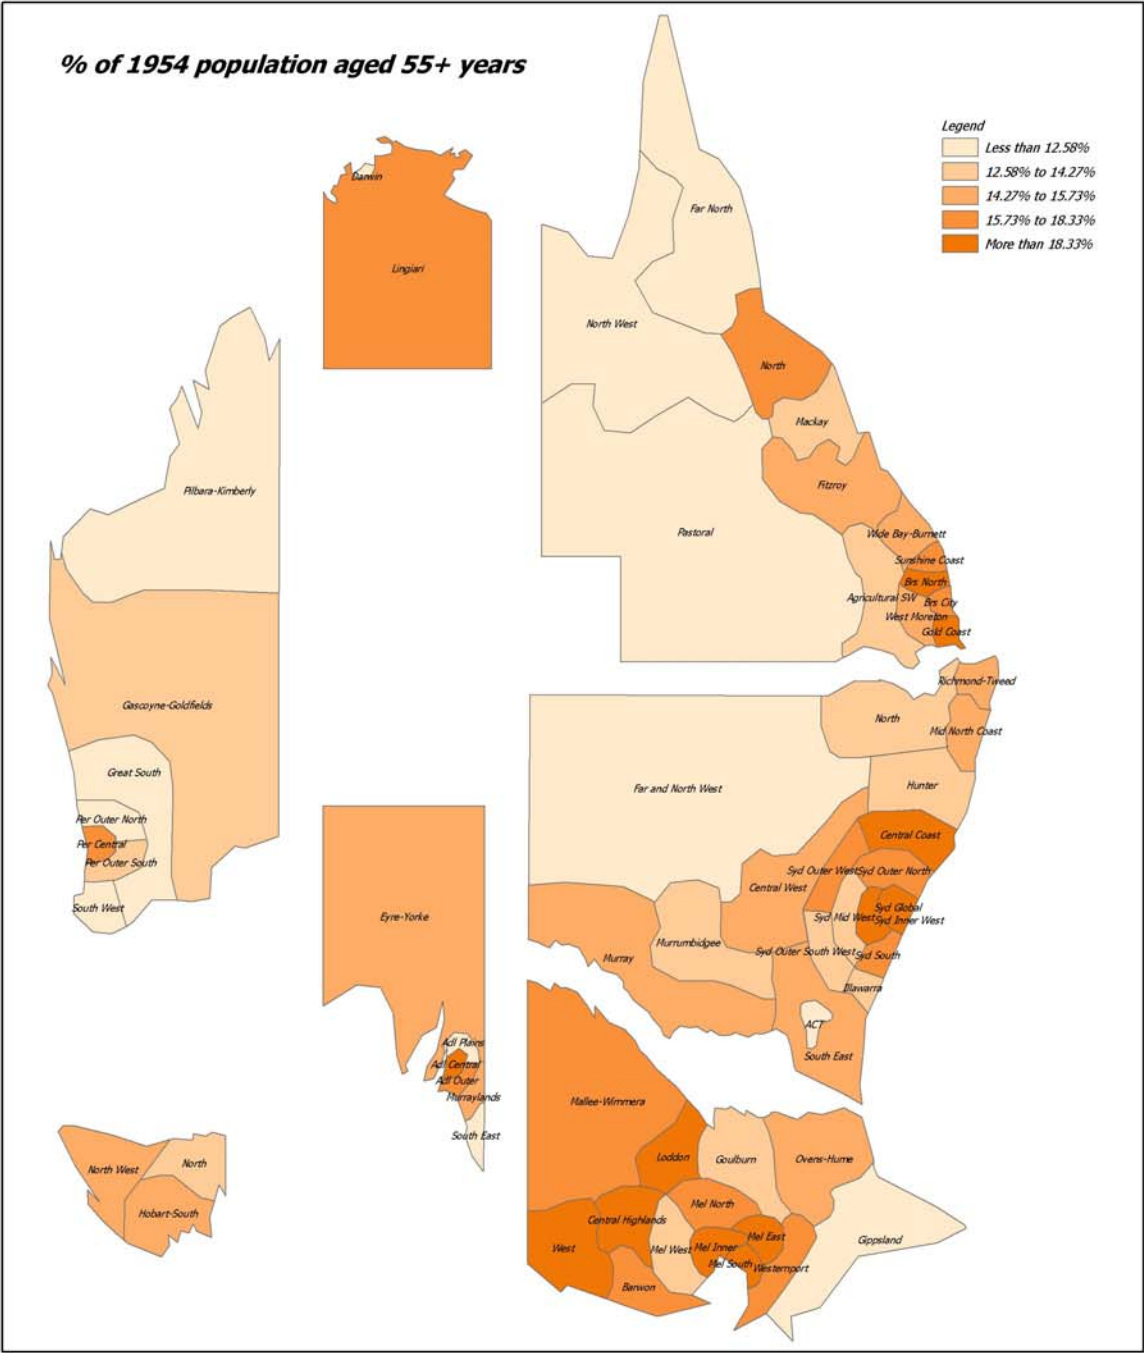 % of 1954 population aged 55+ years
Legend
Less than 12.58%
12.58% to 14.27%
14.27% to 15.73%
15.73% to 18.33%
More than 18.33%
Darwin
Lingiari
Far North
North West
North
Mackay
Fitzroy
Pastoral
Wide Bay-Burnett
Sunshine Coast
Brs North
Agricultural SW
Brs City
West Moreton
Gold Coast
Pilbara-Kimberly
Gascoyne-Goldfields
Great South
Per Outer North
Per Central
Per Outer South
South West
Richmond-Tweed
North
Mid North Coast
Far and North West
Hunter
Central Coast
Syd Outer West
Syd Outer North
Central West
Syd Global
Syd Mid West
Syd Inner West
Murrumbidgee
Syd Outer South West
Syd South
Murray
Illawarra
ACT
South East
Eyre-Yorke
Adl Plains
Adl Central
Adl Outer
Murraylands
South East
Mallee-Wimmera
Loddon
Goulburn
Ovens-Hume
Mel North
Central Highlands
Mel East
Gippsland
West
Mel West
Mel Inner
Mel South
Westernport
Barwon
North West
North
Hobart-South